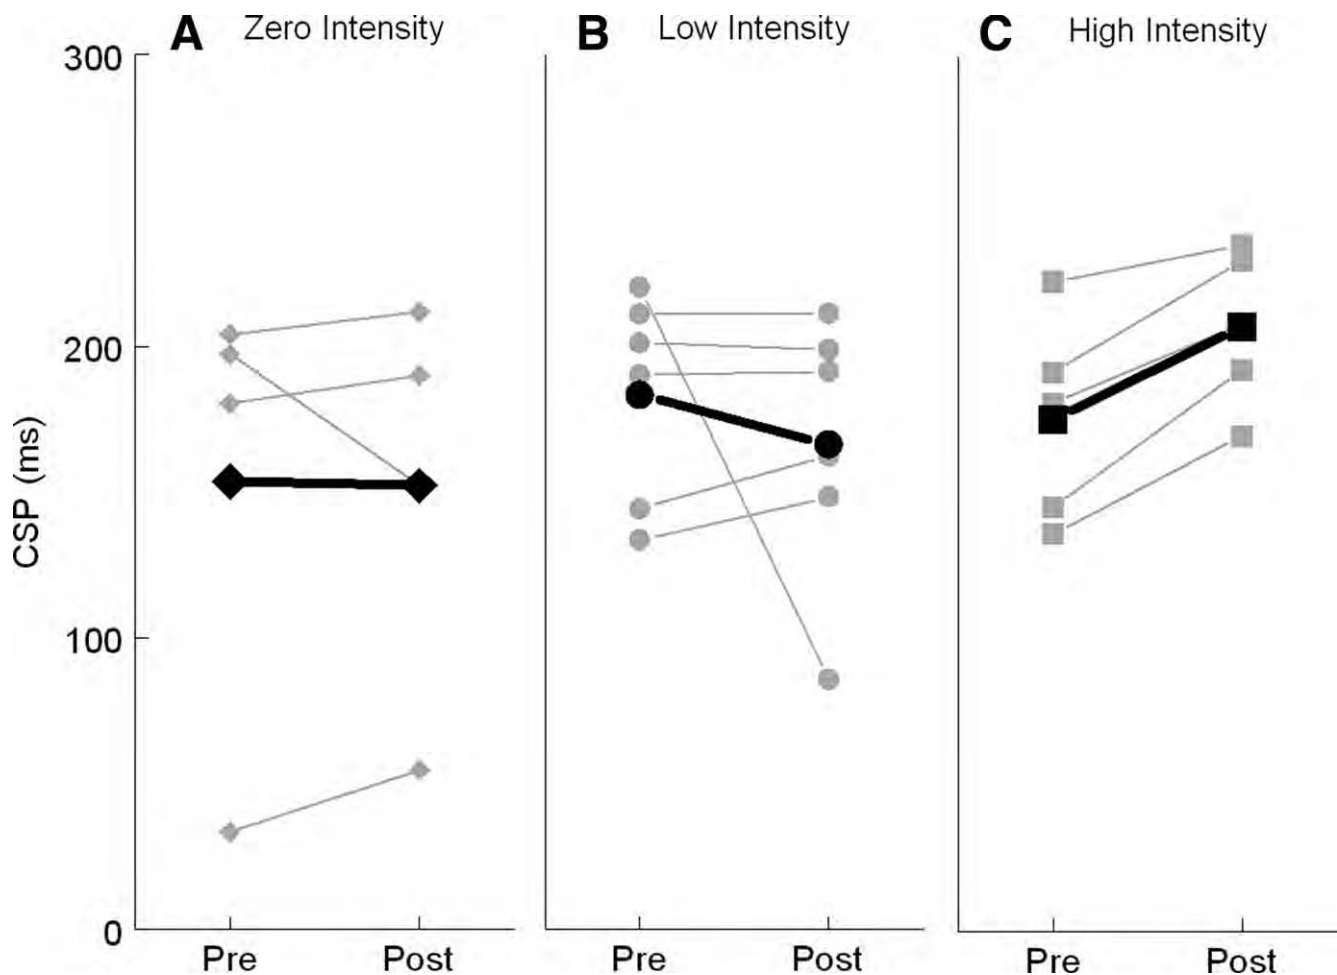 A Zero Intensity
B Low Intensity
C High Intensity
300
200
100
0
CSP (ms)
Pre Post
Pre Post
Pre Post